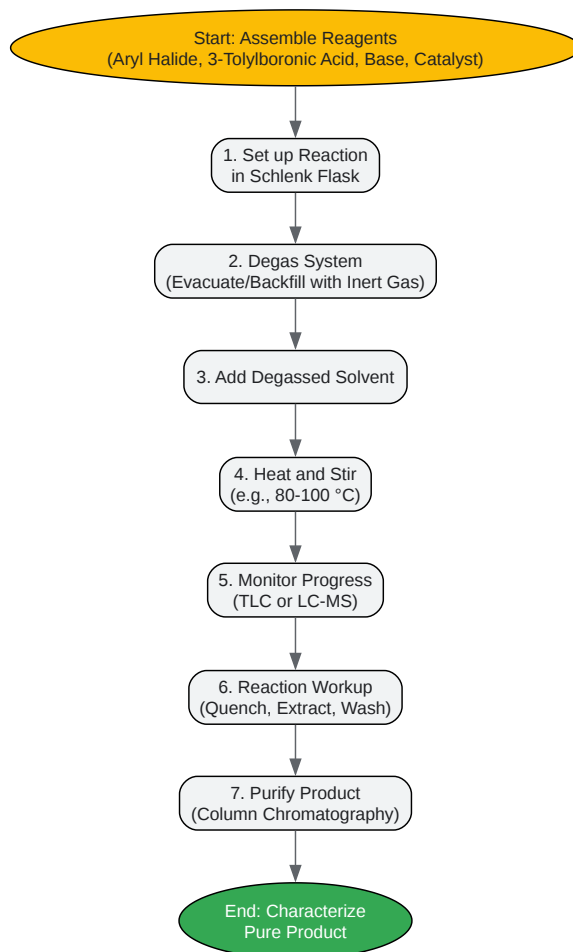 Start: Assemble Reagents
(Aryl Halide, 3-Tolylboronic Acid, Base, Catalyst)
1. Set up Reaction
in Schlenk Flask
2. Degas System
(Evacuate/Backfill with Inert Gas)
3. Add Degassed Solvent
4. Heat and Stir
(e.g., 80-100 °C)
5. Monitor Progress
(TLC or LC-MS)
6. Reaction Workup
(Quench, Extract, Wash)
7. Purify Product
(Column Chromatography)
End: Characterize
Pure Product